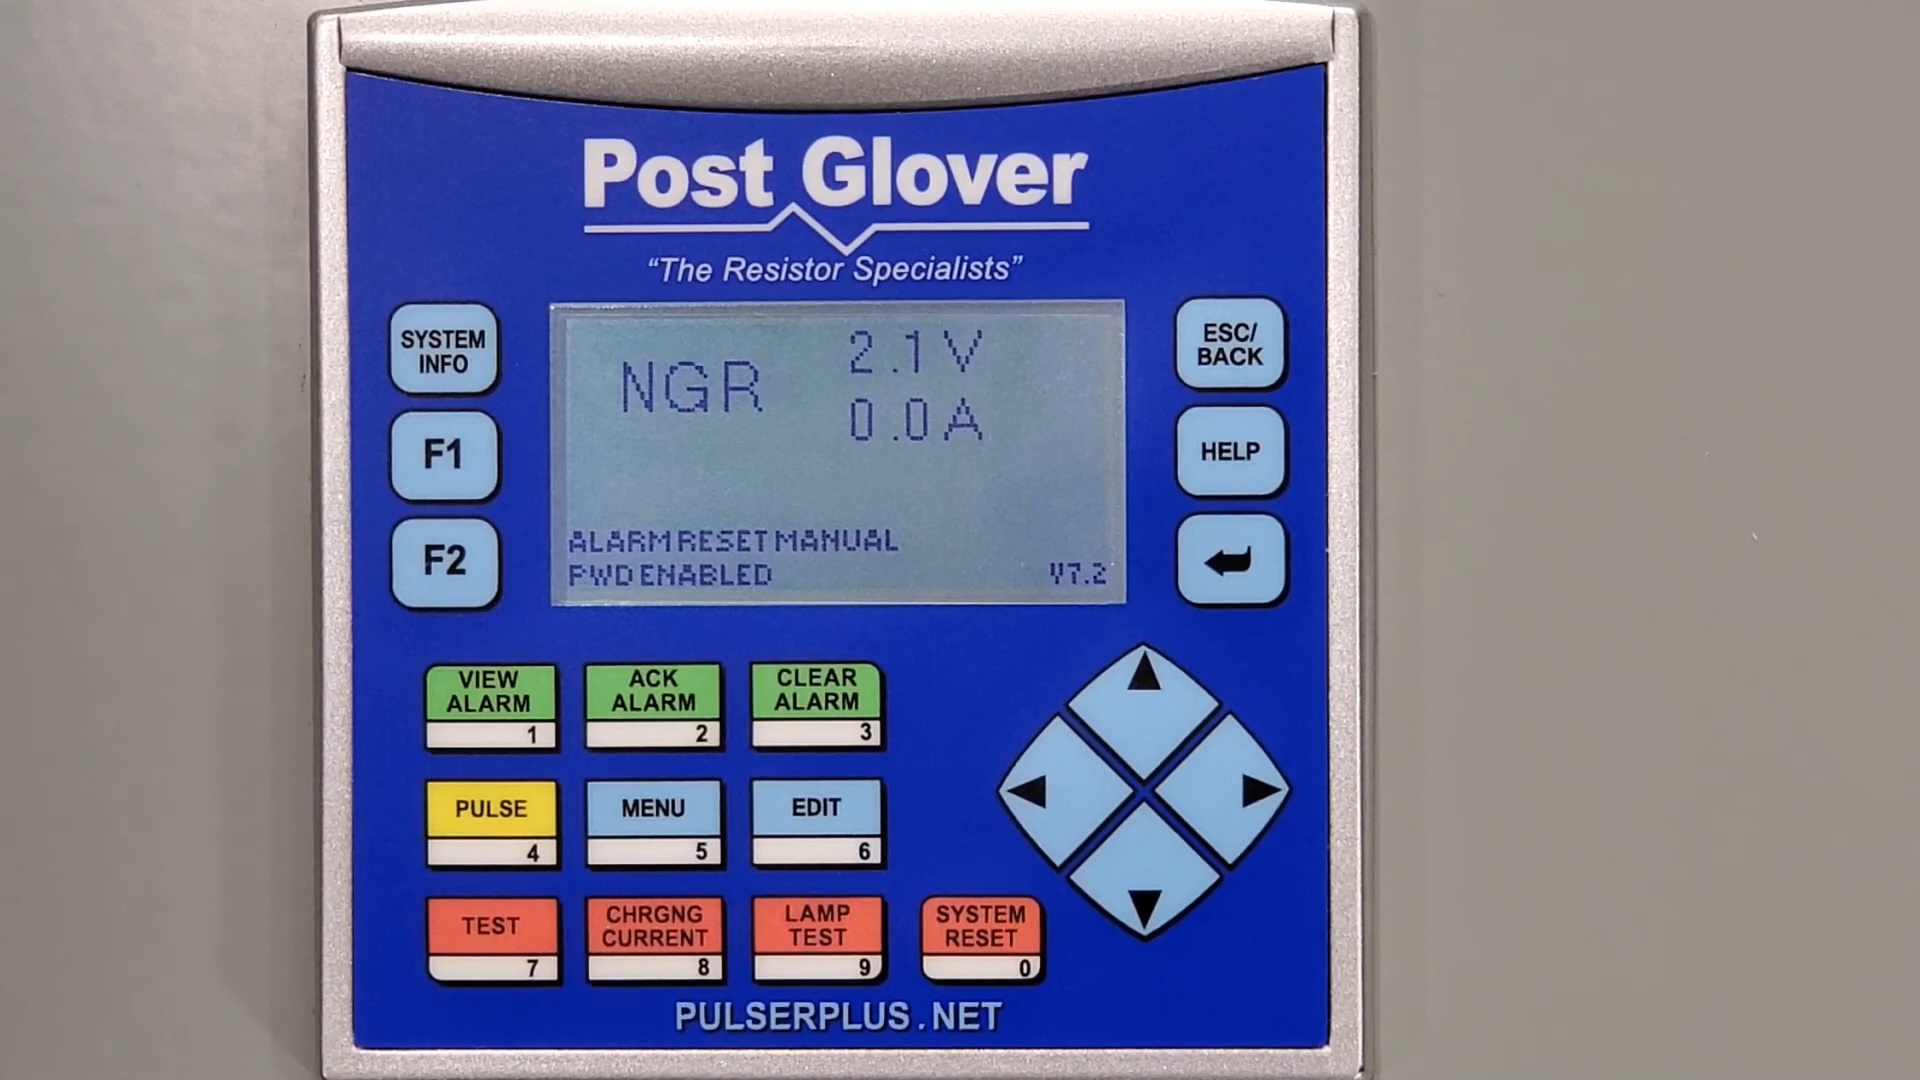 Post Glover
“The Resistor Specialists”
SYSTEM
INFO
F1
F2
NGR
2.1V
0.0A
ALARM RESET MANUAL
PWD ENABLED
V7.2
ESC/
BACK
HELP
VIEW
ALARM
1
ACK
ALARM
2
CLEAR
ALARM
3
PULSE
4
MENU
5
EDIT
6
TEST
7
CHRGNG
CURRENT
8
LAMP
TEST
9
SYSTEM
RESET
0
PULSERPLUS.NET